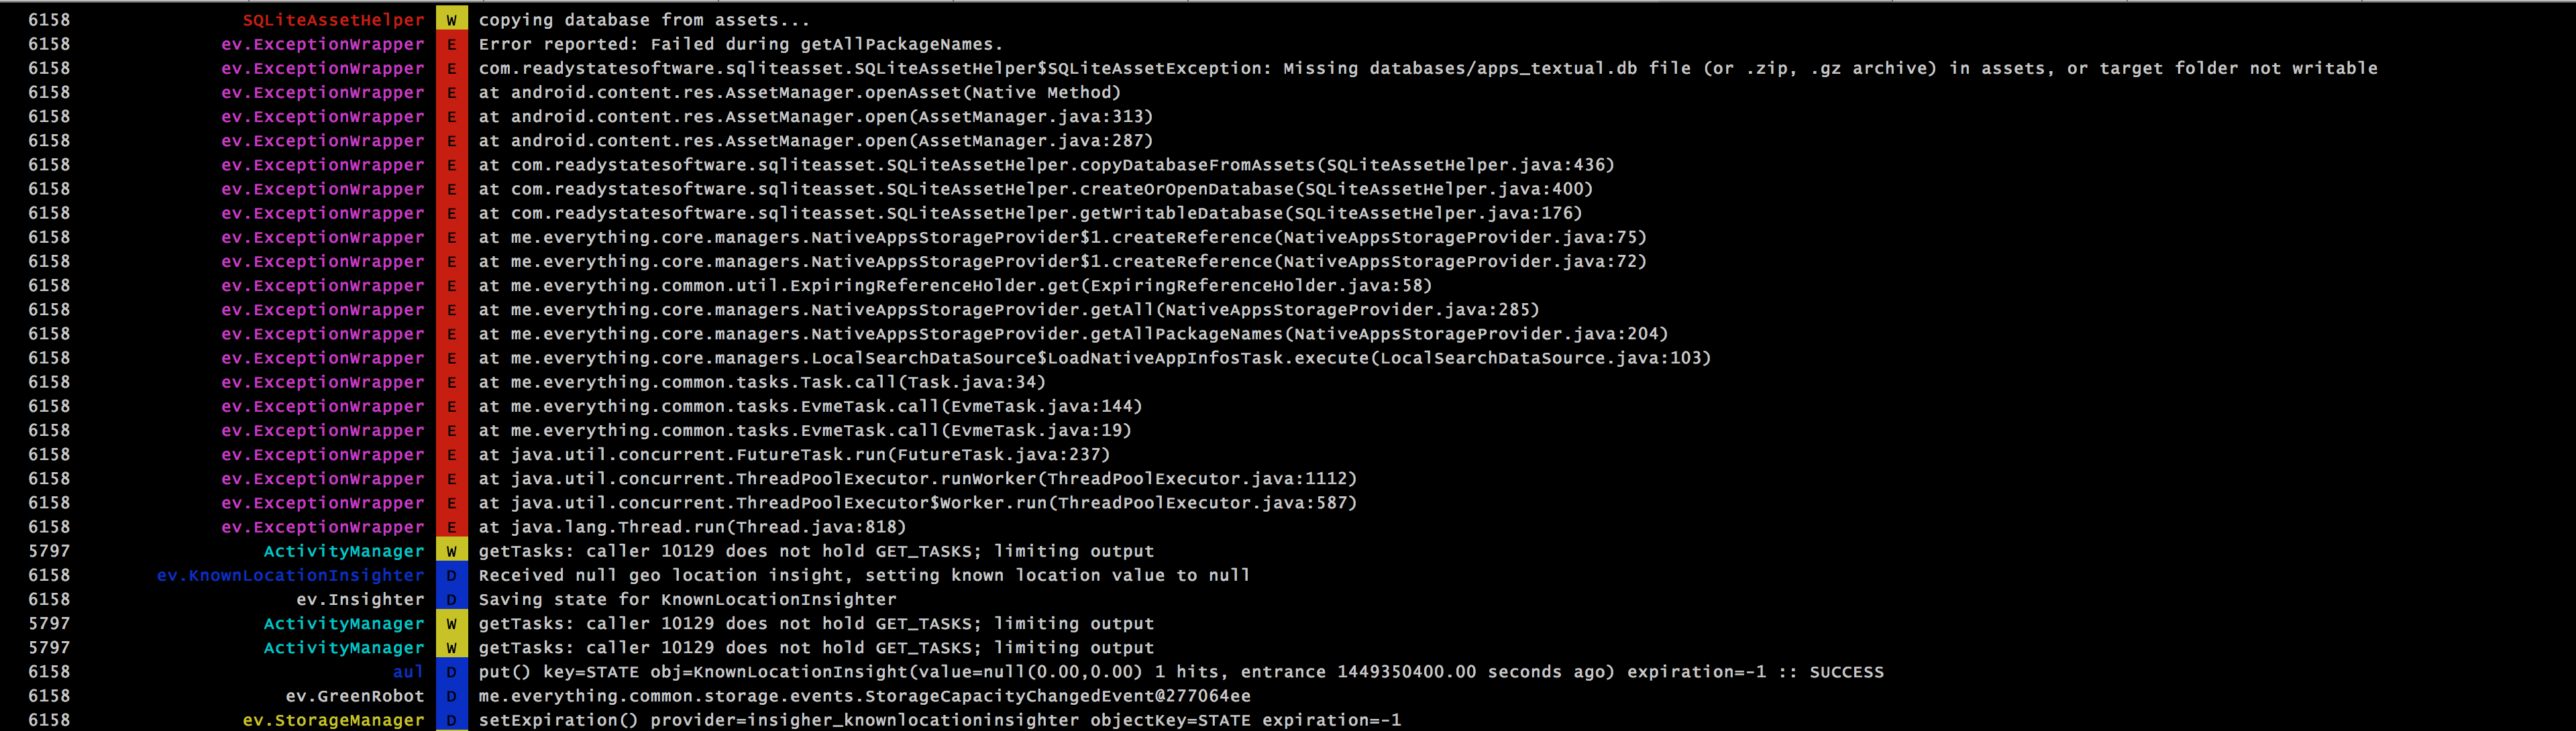 6158 SQLiteAssetHelper W copying database from assets...
6158 ev.ExceptionWrapper E Error reported: Failed during getAllPackageNames.
6158 ev.ExceptionWrapper E com.readystatesoftware.sqliteasset.SQLiteAssetHelper$SQLiteAssetException: Missing databases/apps_textual.db file (or .zip, .gz archive) in assets, or target folder not writable
6158 ev.ExceptionWrapper E at android.content.res.AssetManager.openAsset(Native Method)
6158 ev.ExceptionWrapper E at android.content.res.AssetManager.open(AssetManager.java:313)
6158 ev.ExceptionWrapper E at android.content.res.AssetManager.open(AssetManager.java:287)
6158 ev.ExceptionWrapper E at com.readystatesoftware.sqliteasset.SQLiteAssetHelper.copyDatabaseFromAssets(SQLiteAssetHelper.java:436)
6158 ev.ExceptionWrapper E at com.readystatesoftware.sqliteasset.SQLiteAssetHelper.createOrOpenDatabase(SQLiteAssetHelper.java:400)
6158 ev.ExceptionWrapper E at com.readystatesoftware.sqliteasset.SQLiteAssetHelper.getWritableDatabase(SQLiteAssetHelper.java:176)
6158 ev.ExceptionWrapper E at me.everything.core.managers.NativeAppsStorageProvider$1.createReference(NativeAppsStorageProvider.java:75)
6158 ev.ExceptionWrapper E at me.everything.core.managers.NativeAppsStorageProvider$1.createReference(NativeAppsStorageProvider.java:72)
6158 ev.ExceptionWrapper E at me.everything.common.util.ExpiringReferenceHolder.get(ExpiringReferenceHolder.java:58)
6158 ev.ExceptionWrapper E at me.everything.core.managers.NativeAppsStorageProvider.getAll(NativeAppsStorageProvider.java:285)
6158 ev.ExceptionWrapper E at me.everything.core.managers.NativeAppsStorageProvider.getAllPackageNames(NativeAppsStorageProvider.java:204)
6158 ev.ExceptionWrapper E at me.everything.core.managers.LocalSearchDataSource$LoadNativeAppInfosTask.execute(LocalSearchDataSource.java:103)
6158 ev.ExceptionWrapper E at me.everything.common.tasks.Task.call(Task.java:34)
6158 ev.ExceptionWrapper E at me.everything.common.tasks.EvmeTask.call(EvmeTask.java:144)
6158 ev.ExceptionWrapper E at me.everything.common.tasks.EvmeTask.call(EvmeTask.java:19)
6158 ev.ExceptionWrapper E at java.util.concurrent.FutureTask.run(FutureTask.java:237)
6158 ev.ExceptionWrapper E at java.util.concurrent.ThreadPoolExecutor.runWorker(ThreadPoolExecutor.java:1112)
6158 ev.ExceptionWrapper E at java.util.concurrent.ThreadPoolExecutor$Worker.run(ThreadPoolExecutor.java:587)
6158 ev.ExceptionWrapper E at java.lang.Thread.run(Thread.java:818)
5797 ActivityManager W getTasks: caller 10129 does not hold GET_TASKS; limiting output
6158 ev.KnownLocationInsighter D Received null geo location insight, setting known location value to null
6158 ev.Insighter D Saving state for KnownLocationInsighter
5797 ActivityManager W getTasks: caller 10129 does not hold GET_TASKS; limiting output
5797 ActivityManager W getTasks: caller 10129 does not hold GET_TASKS; limiting output
6158 aul D put() key=STATE obj=KnownLocationInsight(value=null(0.00,0.00) 1 hits, entrance 1449350400.00 seconds ago) expiration=-1 :: SUCCESS
6158 ev.GreenRobot D me.everything.common.storage.events.StorageCapacityChangedEvent@277064ee
6158 ev.StorageManager D setExpiration() provider=insigher_knownlocationinsighter objectKey=STATE expiration=-1